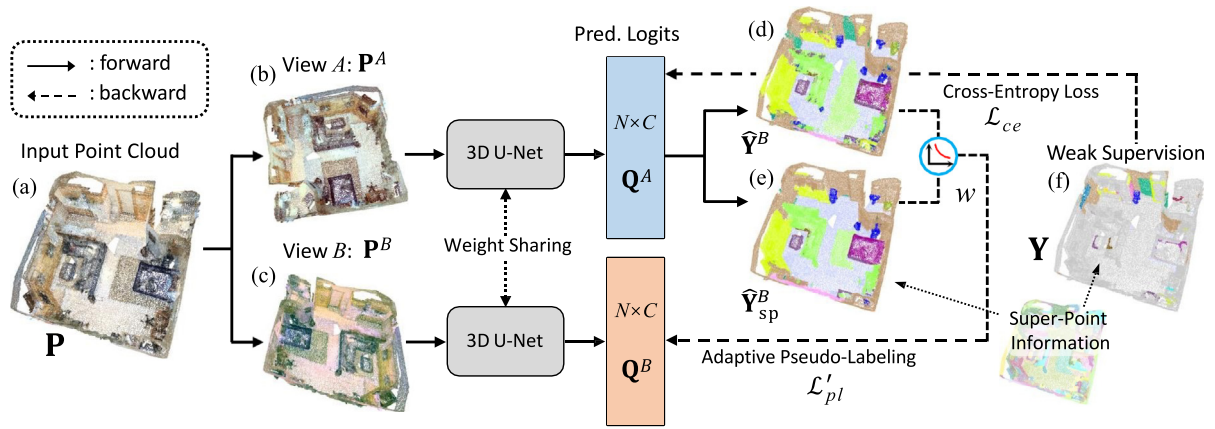 : forward
: backward
Input Point Cloud
(a)
P
(b)
View A: P^A
(c)
View B: P^B
3D U-Net
Weight Sharing
3D U-Net
Pred. Logits
N×C
Q^A
N×C
Q^B
(d)
Ŷ^B
(e)
Ŷ^B_sp
Cross-Entropy Loss
ℒ_ce
w
Adaptive Pseudo-Labeling
ℒ′_pl
Weak Supervision
(f)
Y
Super-Point
Information